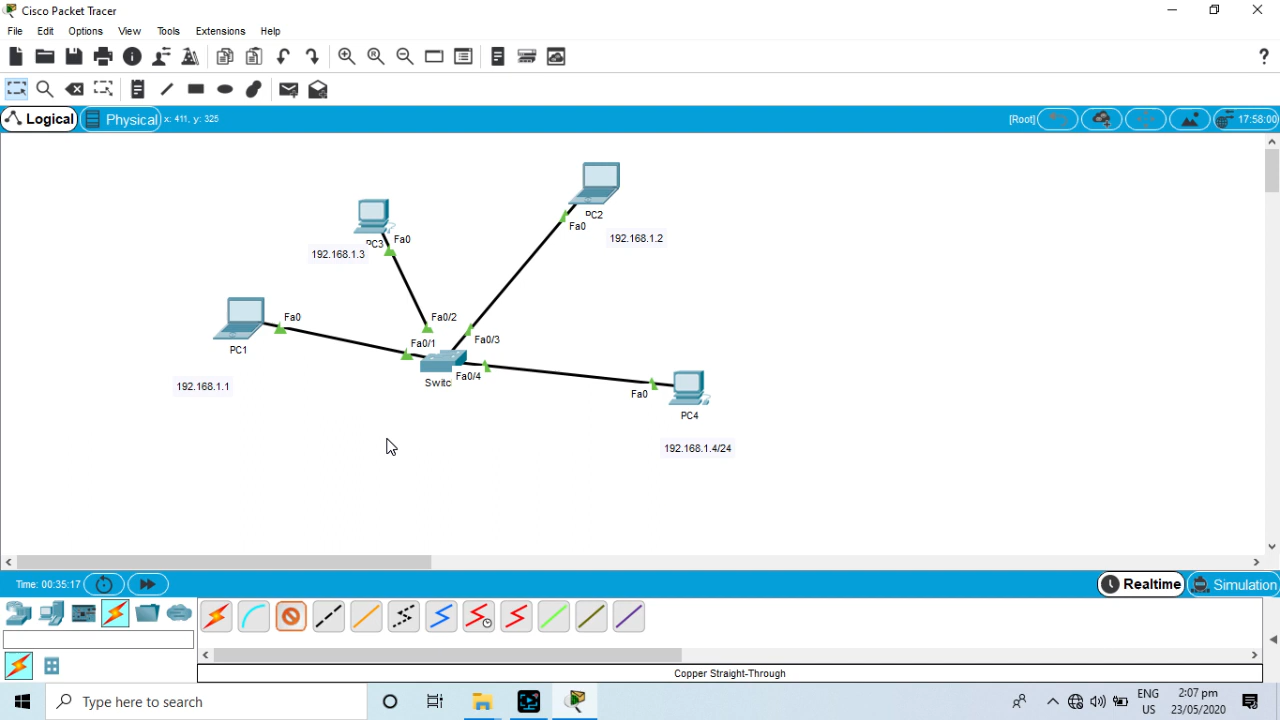 Cisco Packet Tracer
File Edit Options View Tools Extensions Help
?
Logical Physical x: 411, y: 325 [Root] 17:58:00
PC2
Fa0
192.168.1.2
PC3 Fa0
192.168.1.3
Fa0
PC1
192.168.1.1
Fa0/2
Fa0/1 Fa0/3
Switc Fa0/4
Fa0
PC4
192.168.1.4/24
Time: 00:35:17 Realtime Simulation
Copper Straight-Through
Type here to search
ENG
US
2:07 pm
23/05/2020